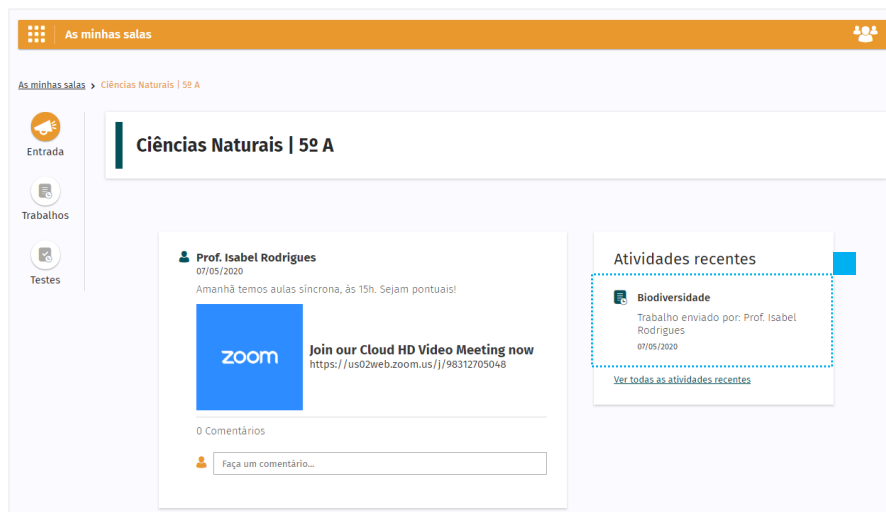 As minhas salas
As minhas salas > Ciências Naturais | 5º A
Entrada
Trabalhos
Testes
Ciências Naturais | 5º A
Prof. Isabel Rodrigues
07/05/2020
Amanhã temos aulas síncrona, às 15h. Sejam pontuais!
zoom
Join our Cloud HD Video Meeting now
https://us02web.zoom.us/j/98312705048
0 Comentários
Faça um comentário...
Atividades recentes
Biodiversidade
Trabalho enviado por: Prof. Isabel
Rodrigues
07/05/2020
Ver todas as atividades recentes